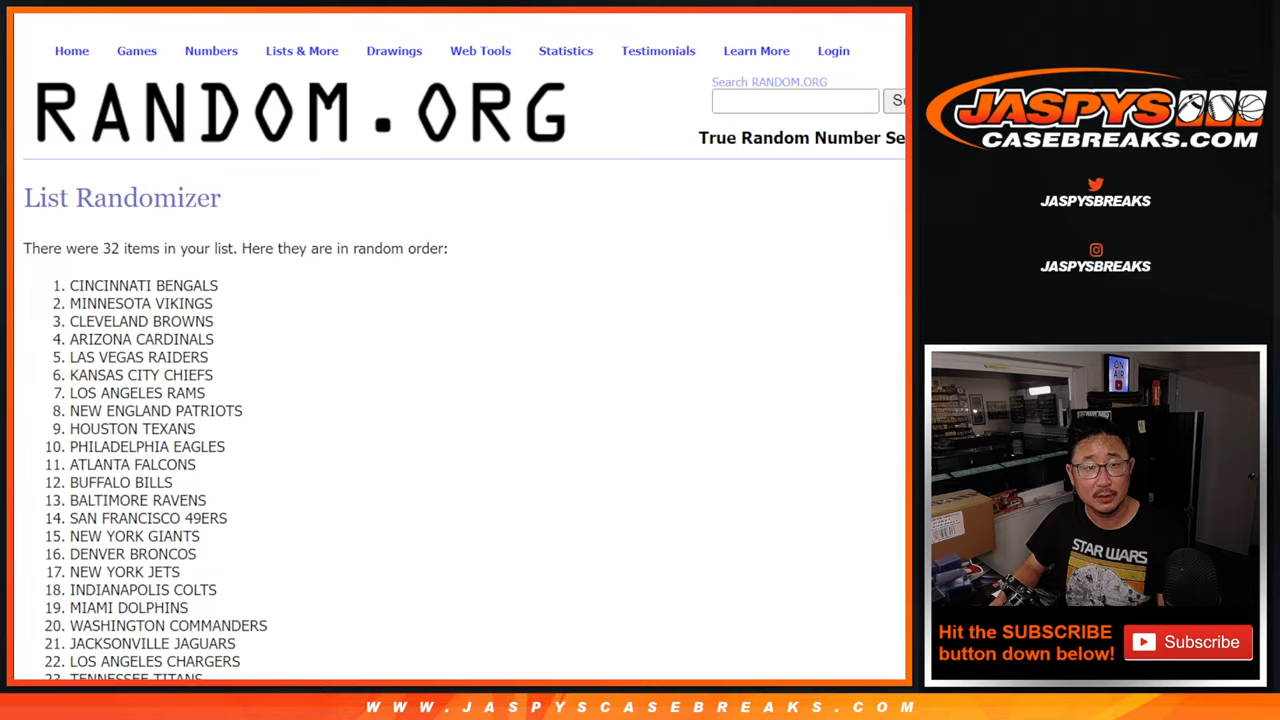 Home Games Numbers Lists & More Drawings Web Tools Statistics Testimonials Learn More Login
RANDOM.ORG
Search RANDOM.ORG
True Random Number Se
List Randomizer
There were 32 items in your list. Here they are in random order:
1. CINCINNATI BENGALS
2. MINNESOTA VIKINGS
3. CLEVELAND BROWNS
4. ARIZONA CARDINALS
5. LAS VEGAS RAIDERS
6. KANSAS CITY CHIEFS
7. LOS ANGELES RAMS
8. NEW ENGLAND PATRIOTS
9. HOUSTON TEXANS
10. PHILADELPHIA EAGLES
11. ATLANTA FALCONS
12. BUFFALO BILLS
13. BALTIMORE RAVENS
14. SAN FRANCISCO 49ERS
15. NEW YORK GIANTS
16. DENVER BRONCOS
17. NEW YORK JETS
18. INDIANAPOLIS COLTS
19. MIAMI DOLPHINS
20. WASHINGTON COMMANDERS
21. JACKSONVILLE JAGUARS
22. LOS ANGELES CHARGERS
23. TENNESSEE TITANS
JASPYS
CASEBREAKS.COM
JASPYSBREAKS
JASPYSBREAKS
ON AIR
STAR WARS
Hit the SUBSCRIBE
button down below!
Subscribe
WWW.JASPYSCASEBREAKS.COM